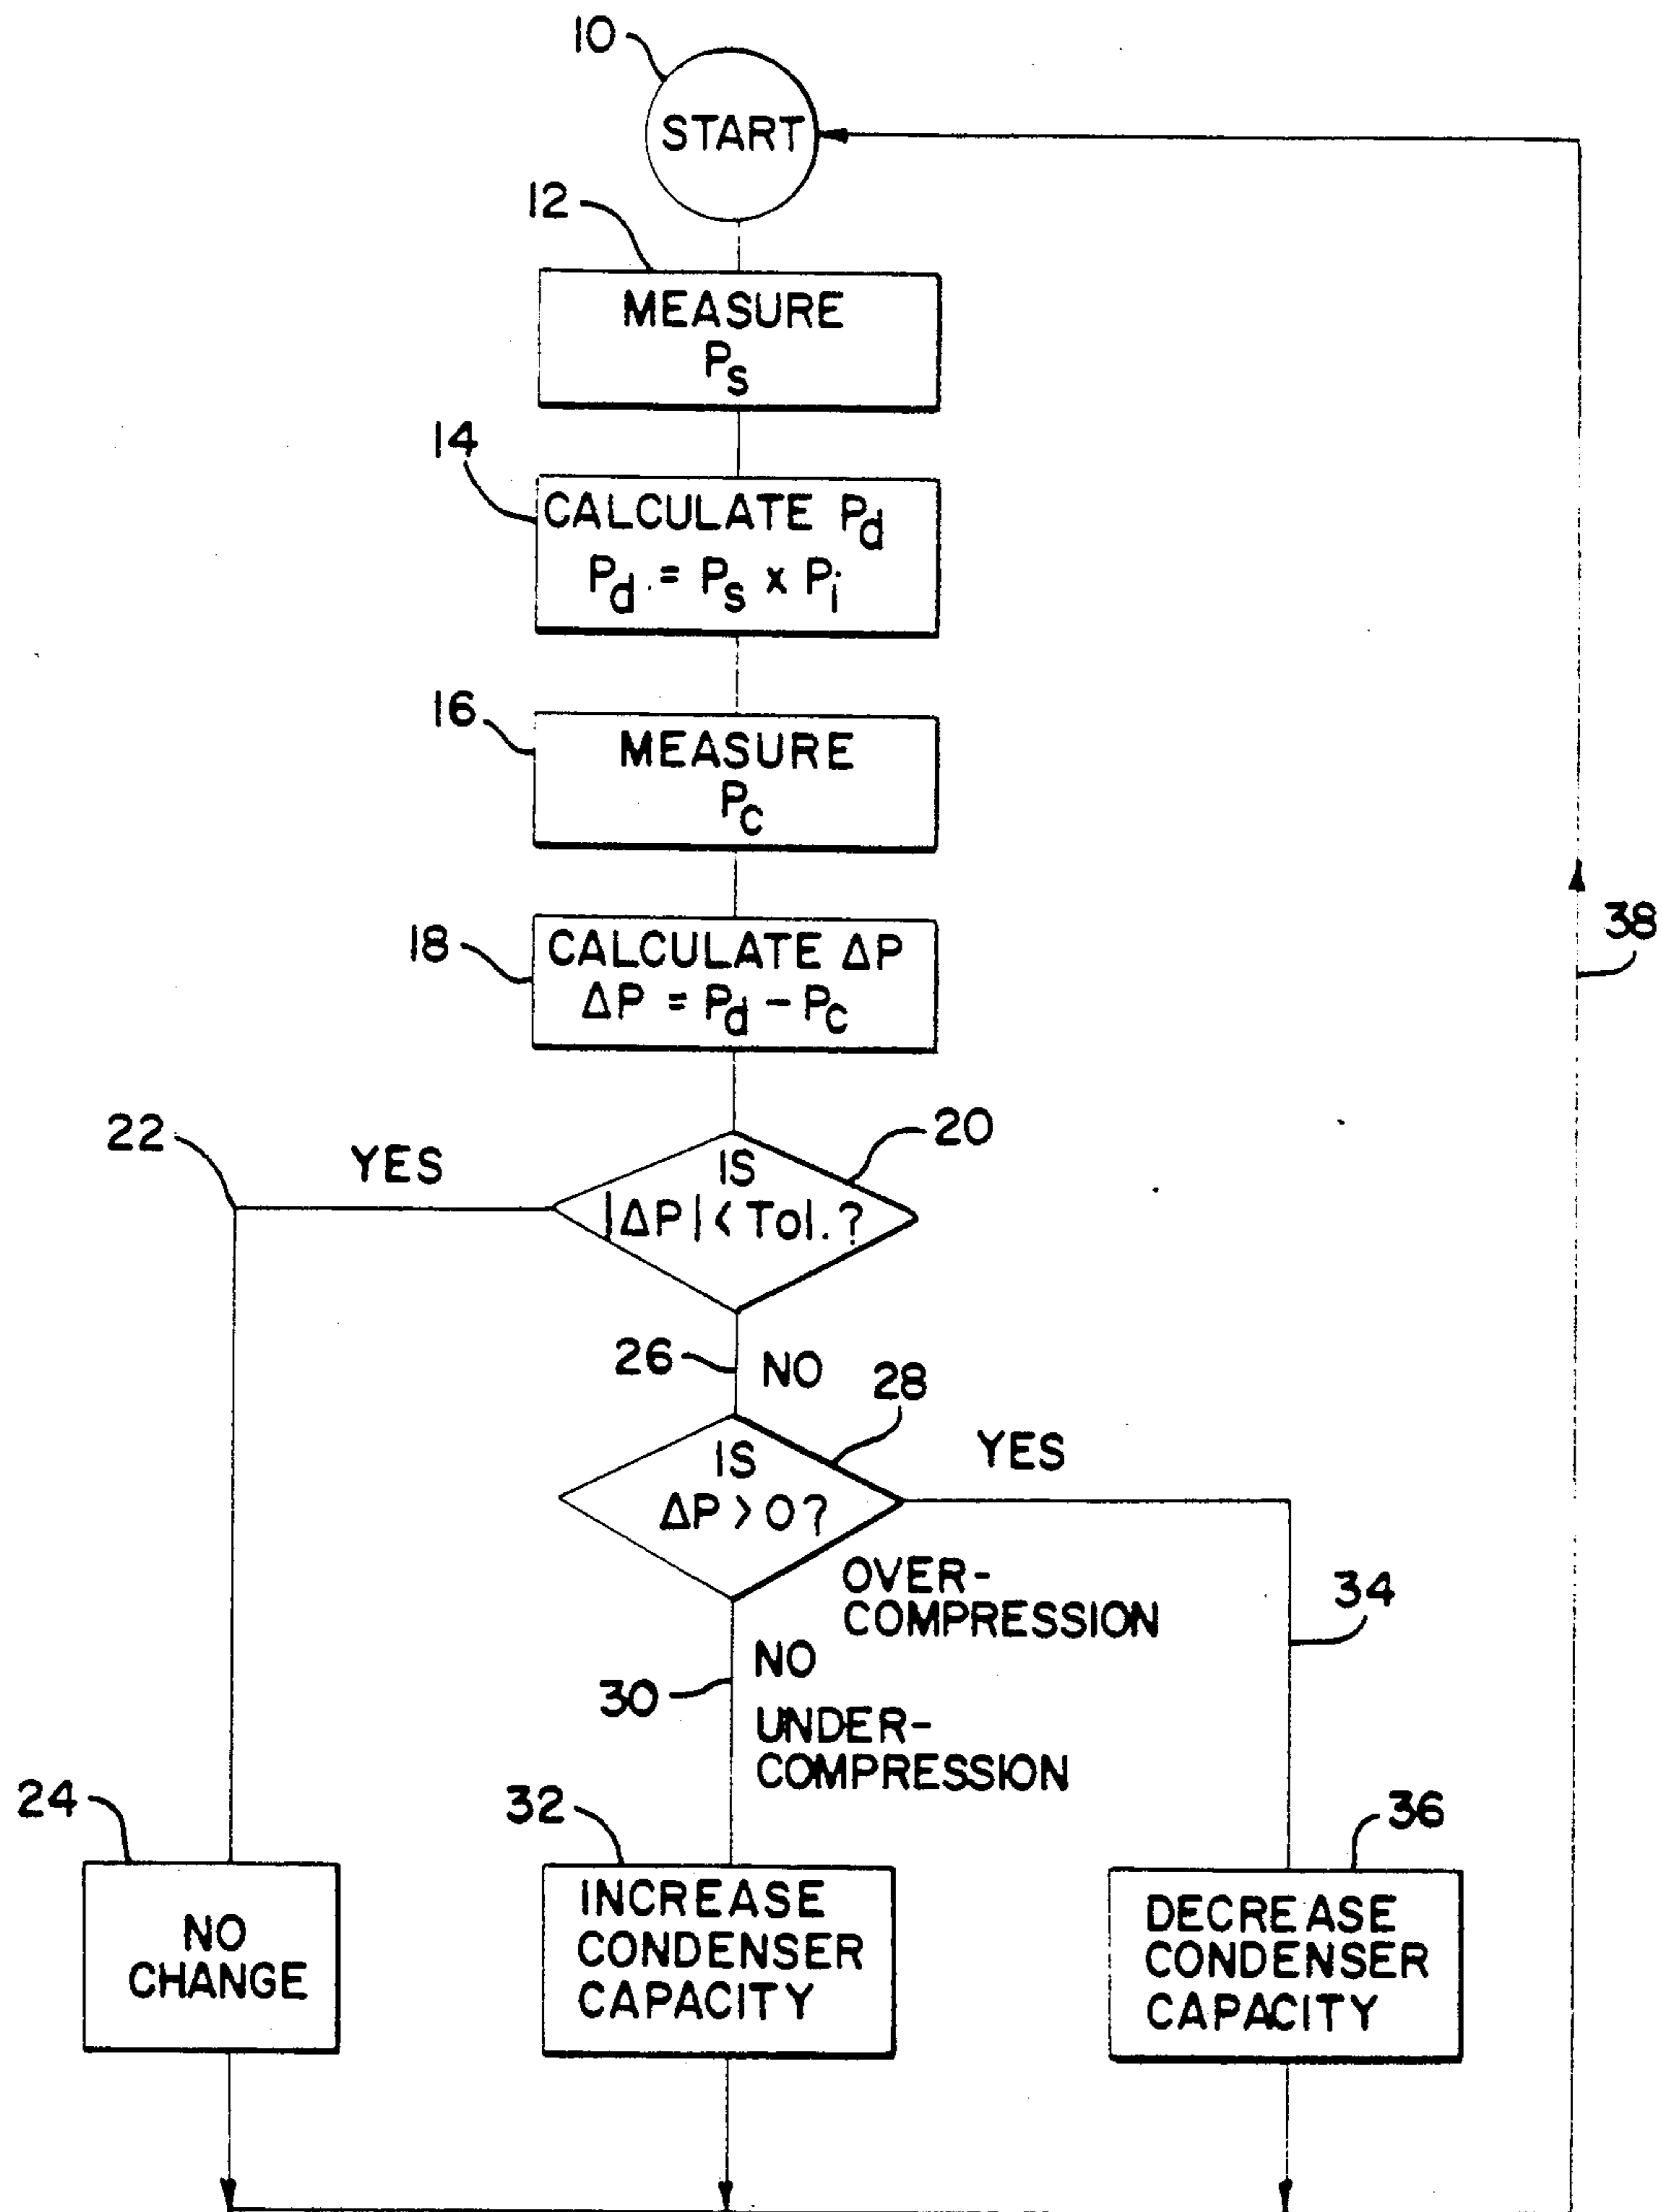 10
START
12
MEASURE
Ps
14
CALCULATE Pd
Pd = Ps x Pi
16
MEASURE
Pc
18
CALCULATE ΔP
ΔP = Pd - Pc
38
22
YES
20
IS
|ΔP| < Tol.?
26
NO
28
YES
IS
ΔP > 0?
OVER-
COMPRESSION
34
NO
30
UNDER-
COMPRESSION
24
32
36
NO
CHANGE
INCREASE
CONDENSER
CAPACITY
DECREASE
CONDENSER
CAPACITY